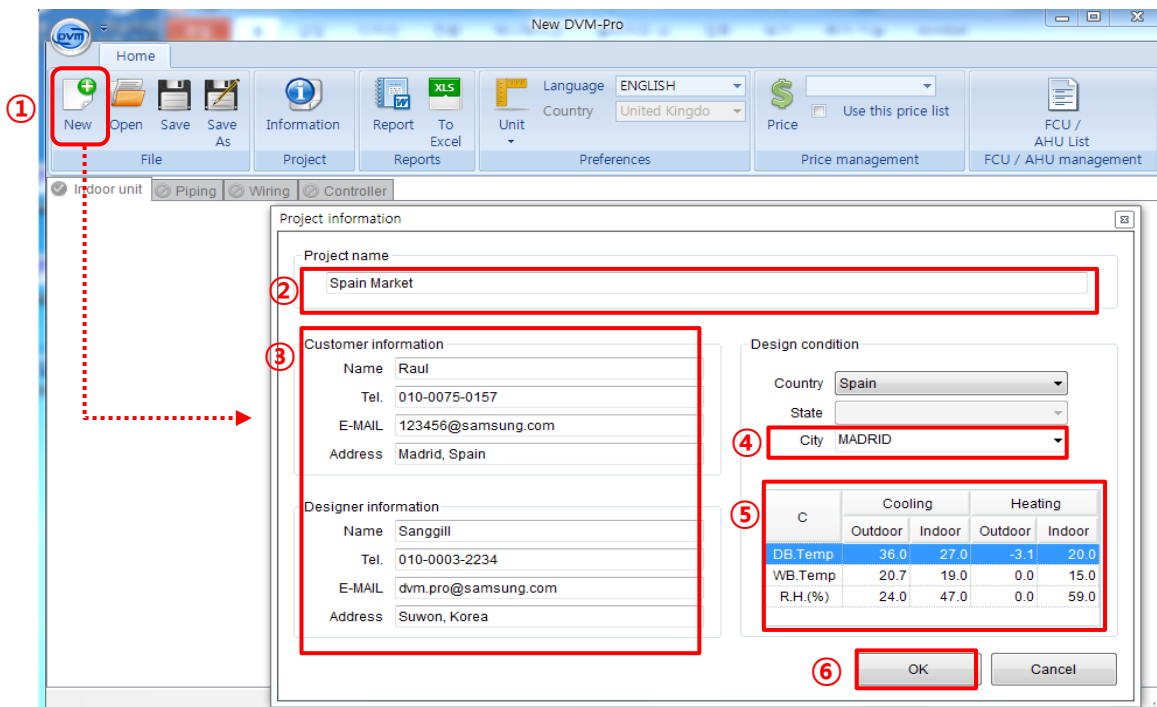 New DVM-Pro
DVM
Home
①
New Open Save Save As
File
Information
Project
Report To Excel
XLS
Reports
Unit
Language ENGLISH
Country United Kingdo
Preferences
Price
Use this price list
Price management
FCU / AHU List
FCU / AHU management
Indoor unit Piping Wiring Controller
Project information
Project name
② Spain Market
③ Customer information
Name Raul
Tel. 010-0075-0157
E-MAIL 123456@samsung.com
Address Madrid, Spain
Designer information
Name Sanggill
Tel. 010-0003-2234
E-MAIL dvm.pro@samsung.com
Address Suwon, Korea
Design condition
Country Spain
State
④ City MADRID
⑤
C Cooling Heating
Outdoor Indoor Outdoor Indoor
DB.Temp 36.0 27.0 -3.1 20.0
WB.Temp 20.7 19.0 0.0 15.0
R.H.(%) 24.0 47.0 0.0 59.0
⑥ OK Cancel